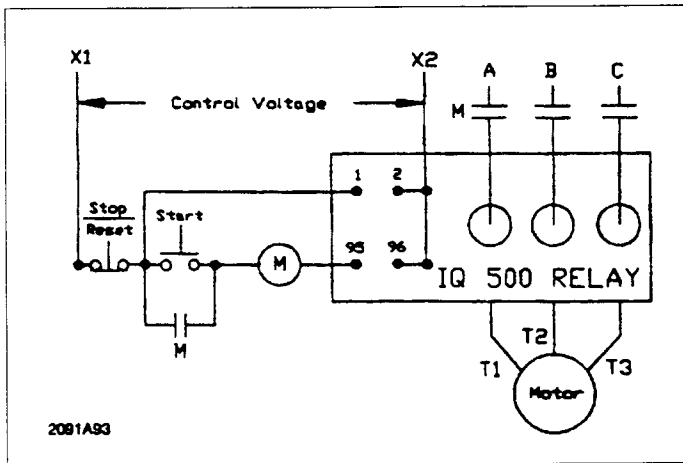 X1
X2
A
B
C
Control Voltage
M
1
2
Stop
Reset
Start
95
96
M
IQ 500 RELAY
M
T1
T2
T3
Motor
2091A93